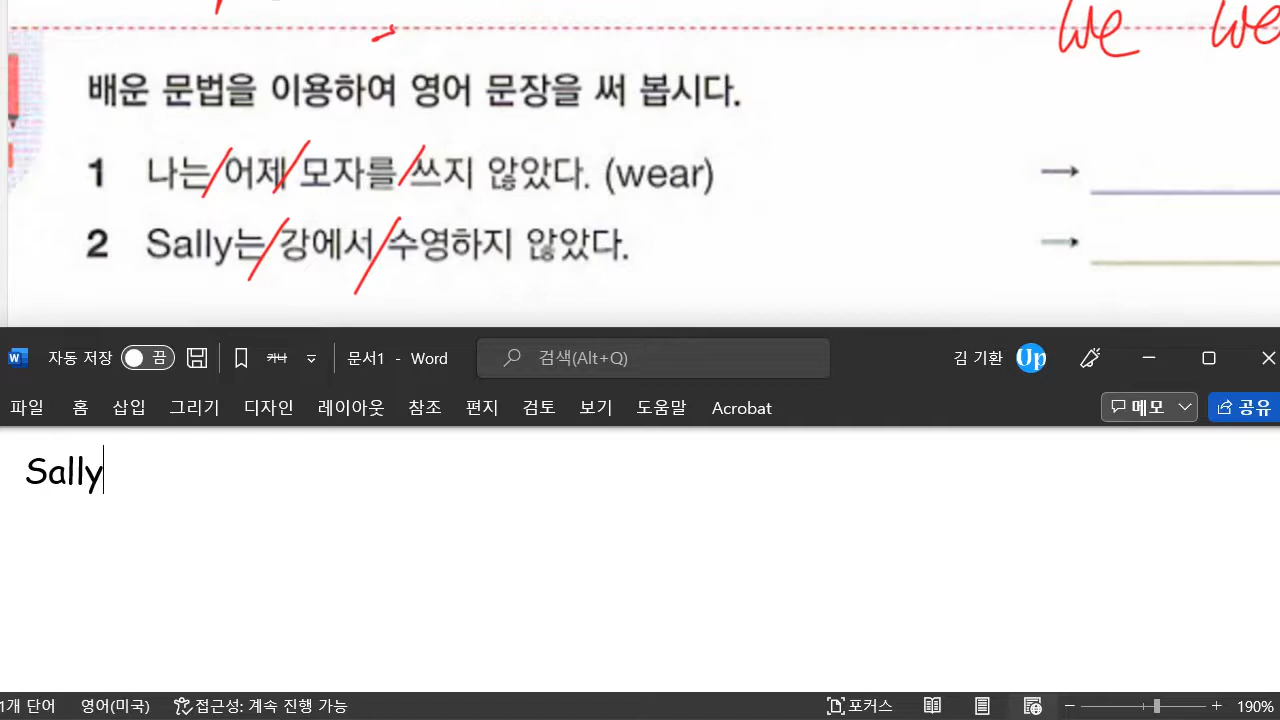 we we
배운 문법을 이용하여 영어 문장을 써 봅시다.
1 나는 어제 모자를 쓰지 않았다. (wear) →
2 Sally는 강에서 수영하지 않았다. →
자동 저장 끔 가나 문서1 - Word 검색(Alt+Q) 김 기환 Up
파일 홈 삽입 그리기 디자인 레이아웃 참조 편지 검토 보기 도움말 Acrobat 메모 공유
Sally
1개 단어 영어(미국) 접근성: 계속 진행 가능 포커스 190%